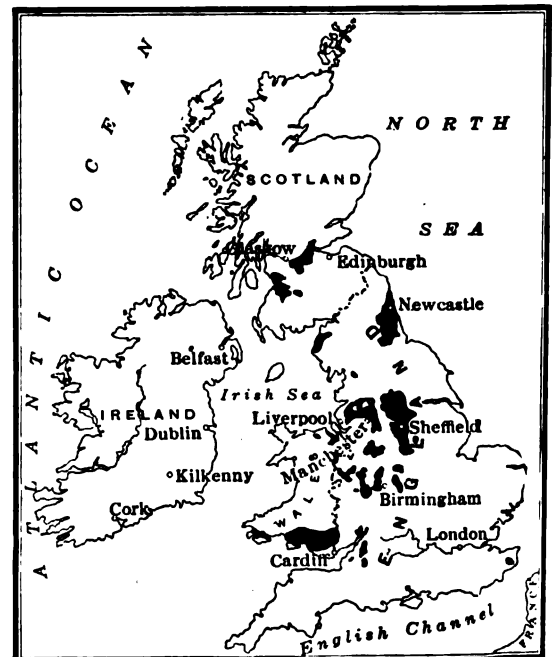 ATLANTIC OCEAN
NORTH
SEA
SCOTLAND
Glasgow
Edinburgh
Newcastle
Belfast
Irish Sea
IRELAND
Liverpool
Dublin
Manchester
Sheffield
Kilkenny
WALES
ENGLAND
Birmingham
Cork
London
Cardiff
English Channel
FRANCE